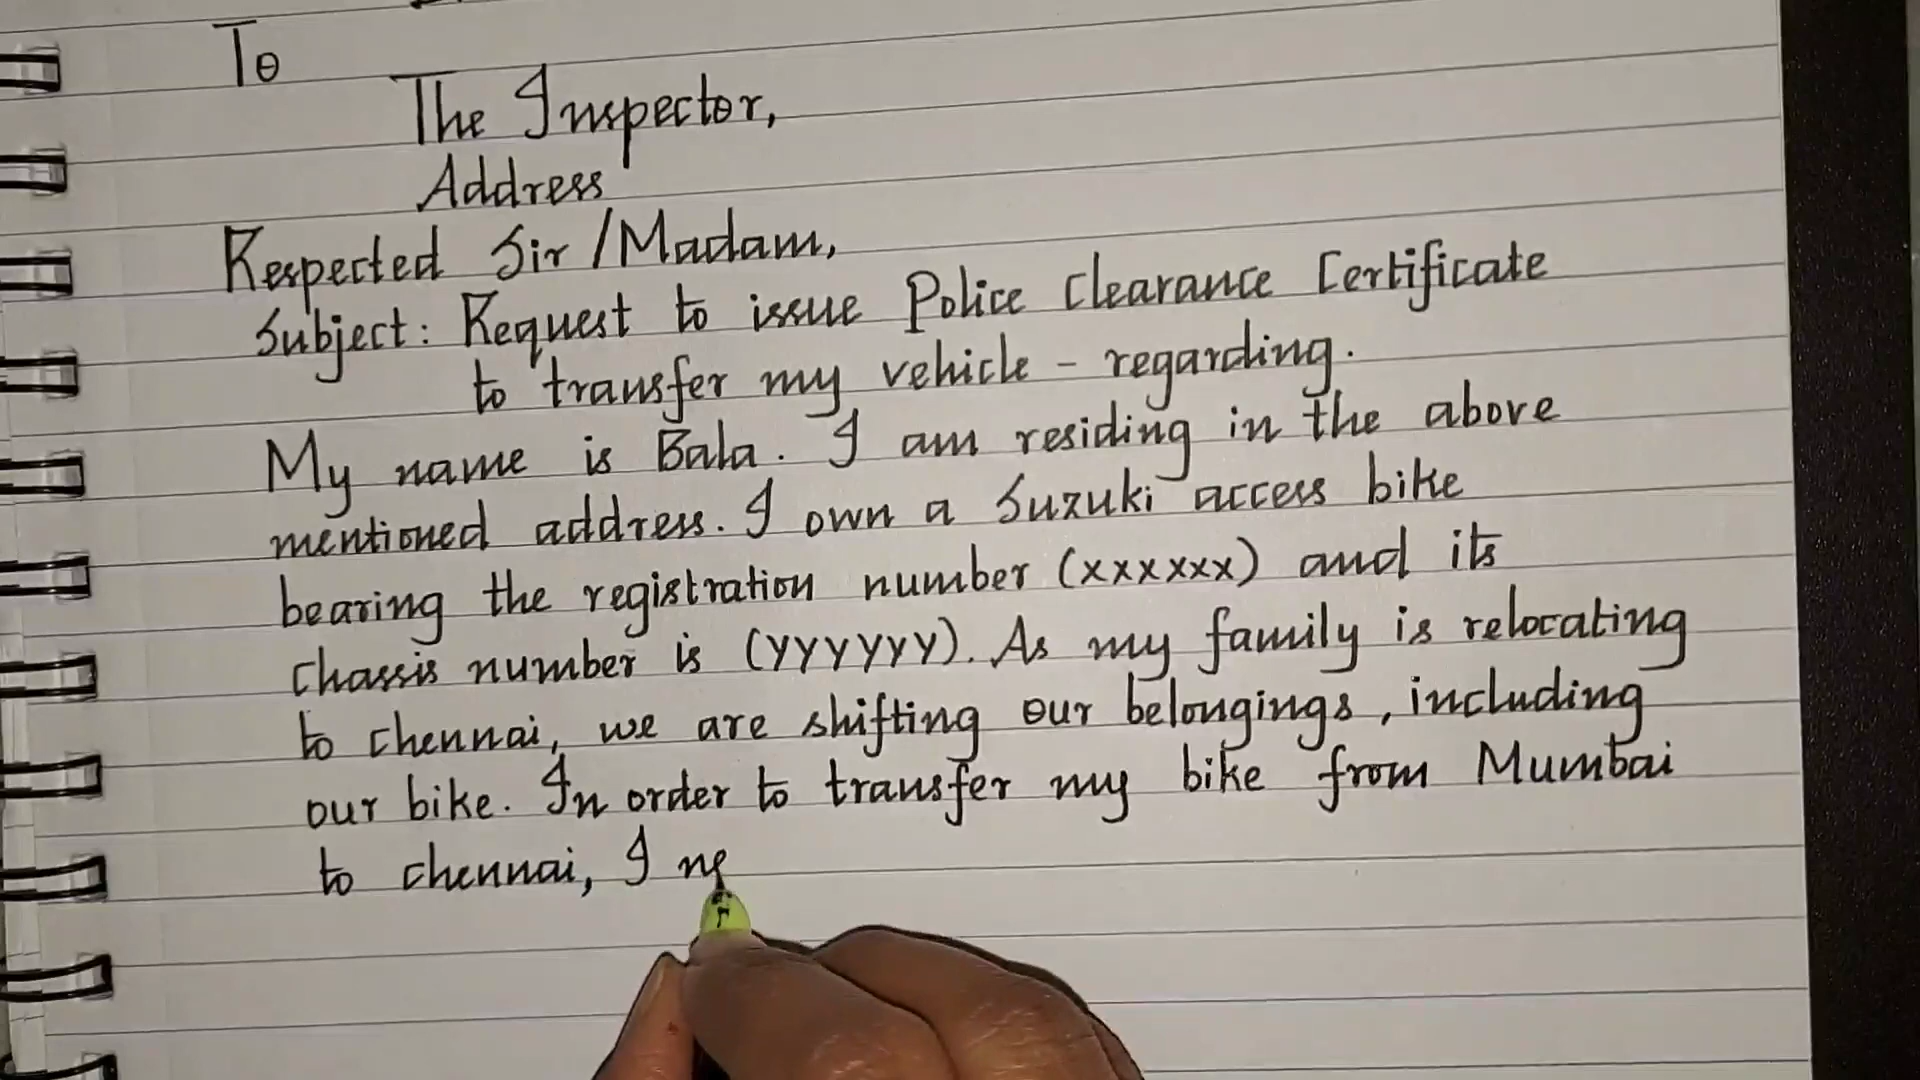 To
The Inspector,
Address
Respected Sir/Madam,
Subject: Request to issue Police Clearance Certificate
to transfer my vehicle - regarding.
My name is Bala. I am residing in the above
mentioned address. I own a Suzuki access bike
bearing the registration number (xxxxxx) and its
chassis number is (YYYYYY). As my family is relocating
to chennai, we are shifting our belongings, including
our bike. In order to transfer my bike from Mumbai
to chennai, I ne